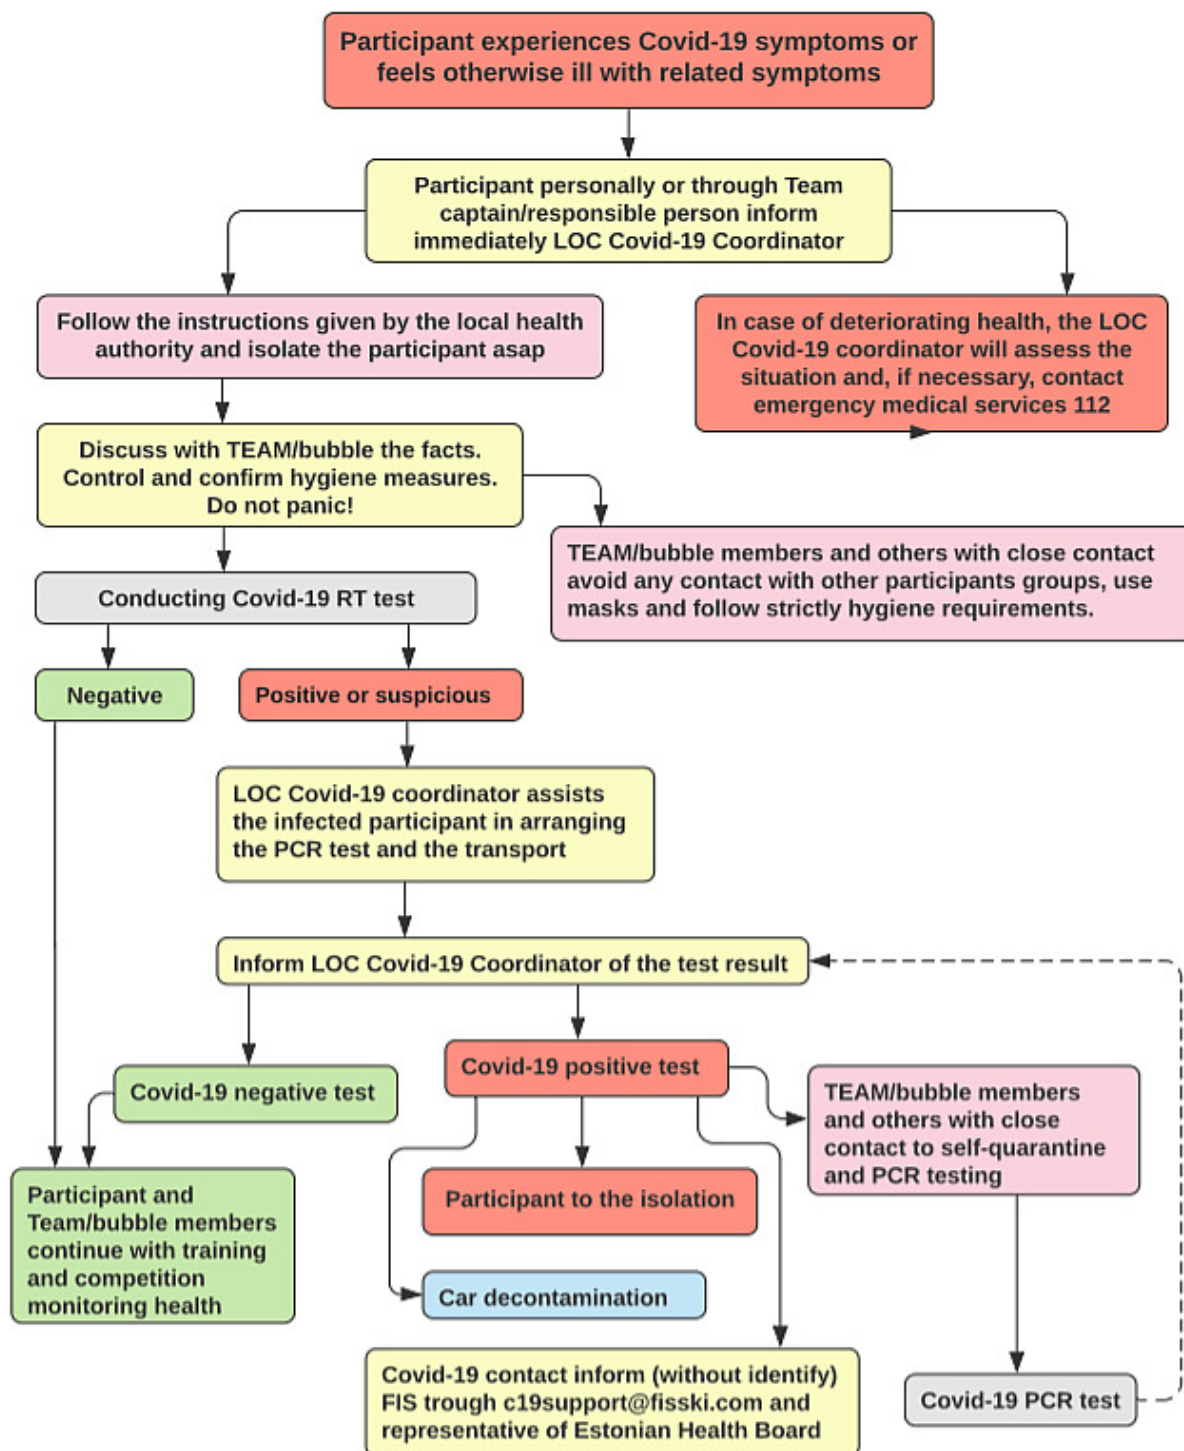 Participant experiences Covid-19 symptoms or
feels otherwise ill with related symptoms
Participant personally or through Team
captain/responsible person inform
immediately LOC Covid-19 Coordinator
Follow the instructions given by the local health
authority and isolate the participant asap
In case of deteriorating health, the LOC
Covid-19 coordinator will assess the
situation and, if necessary, contact
emergency medical services 112
Discuss with TEAM/bubble the facts.
Control and confirm hygiene measures.
Do not panic!
TEAM/bubble members and others with close contact
avoid any contact with other participants groups, use
masks and follow strictly hygiene requirements.
Conducting Covid-19 RT test
Negative
Positive or suspicious
LOC Covid-19 coordinator assists
the infected participant in arranging
the PCR test and the transport
Inform LOC Covid-19 Coordinator of the test result
Covid-19 negative test
Covid-19 positive test
TEAM/bubble members
and others with close
contact to self-quarantine
and PCR testing
Participant and
Team/bubble members
continue with training
and competition
monitoring health
Participant to the isolation
Car decontamination
Covid-19 contact inform (without identify)
FIS trough c19support@fisski.com and
representative of Estonian Health Board
Covid-19 PCR test